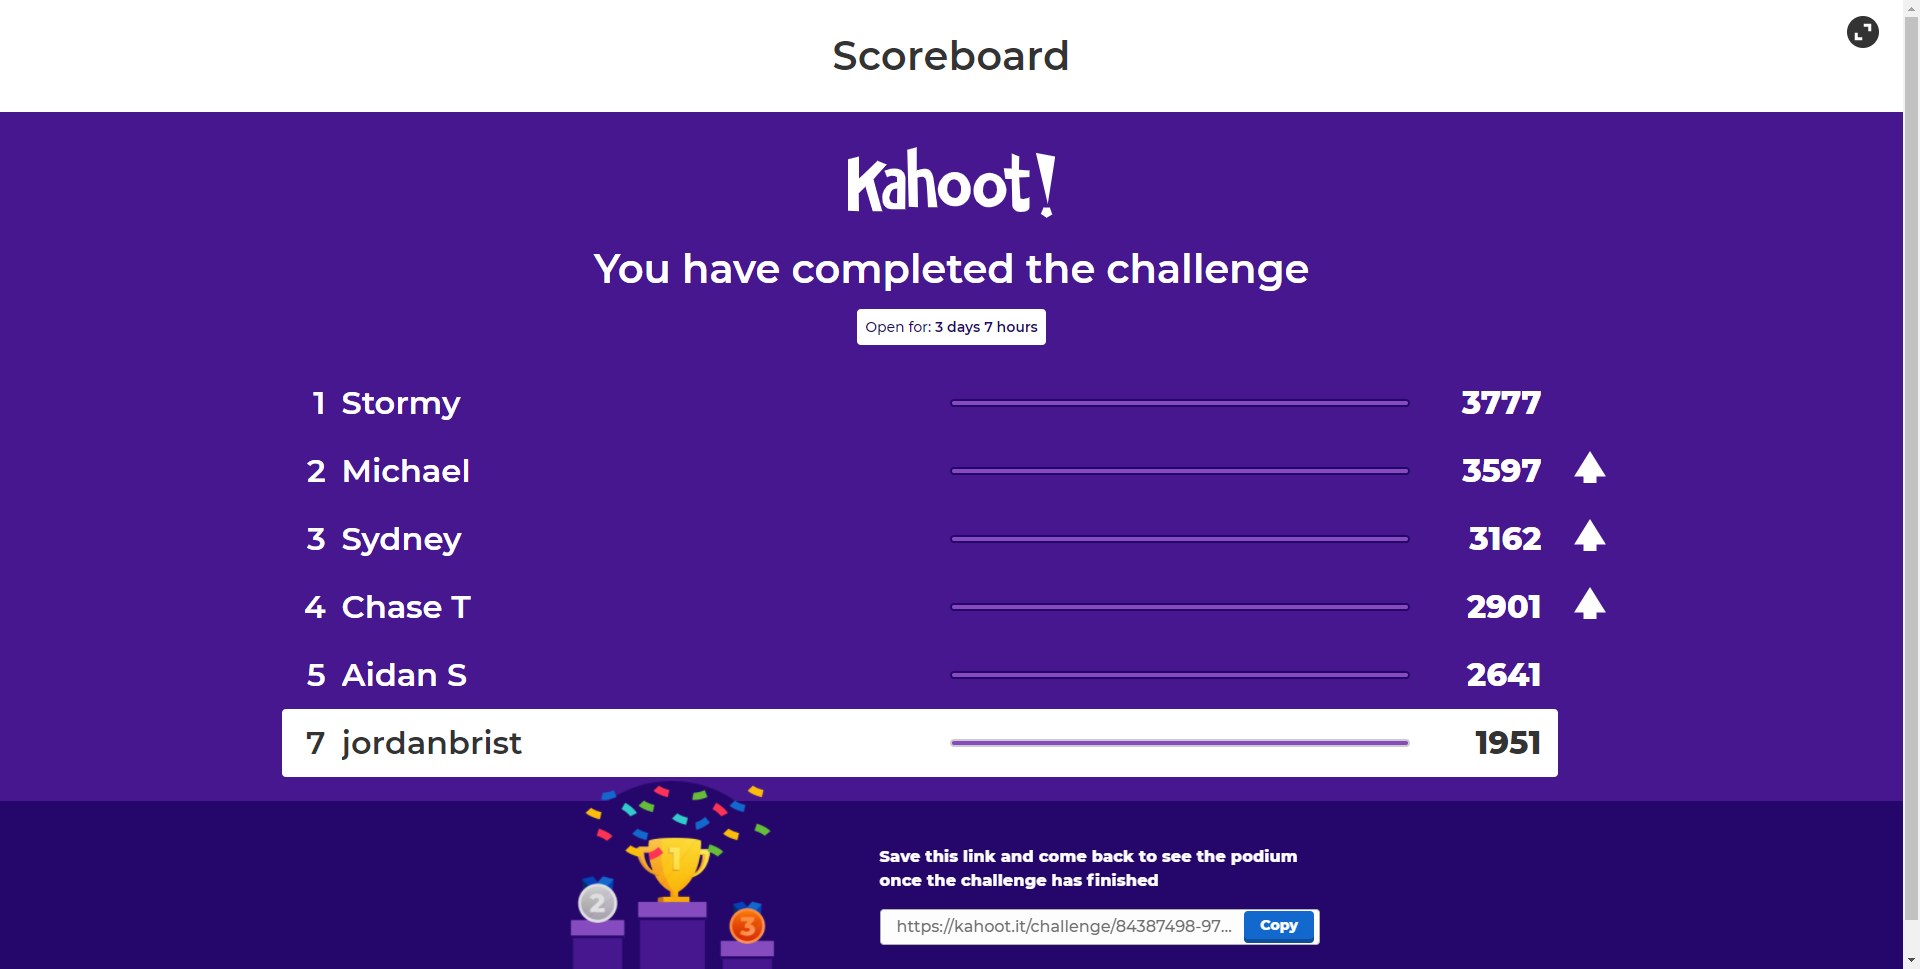 Scoreboard
Kahoot!
You have completed the challenge
Open for: 3 days 7 hours
1 Stormy 3777
2 Michael 3597
3 Sydney 3162
4 Chase T 2901
5 Aidan S 2641
7 jordanbrist 1951
1
2
3
Save this link and come back to see the podium
once the challenge has finished
https://kahoot.it/challenge/84387498-97... Copy